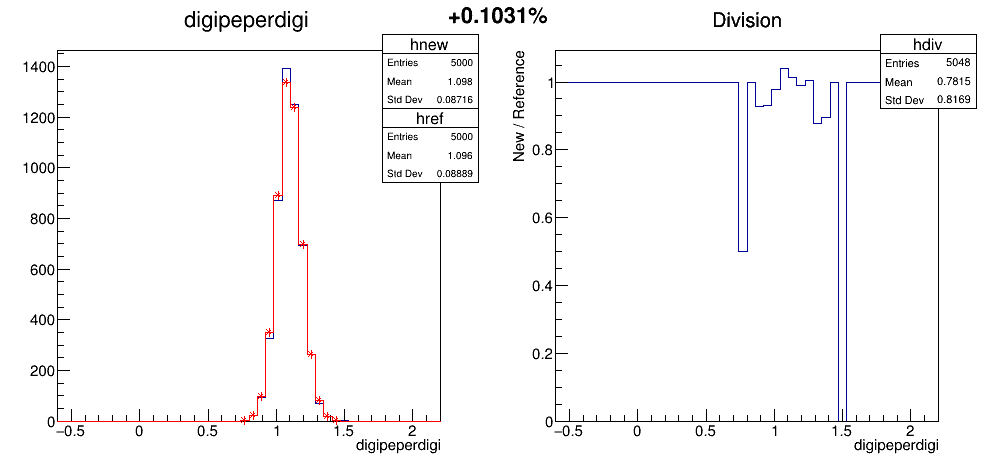 +0.1031%
digipeperdigi
hnew
Entries 5000
Mean 1.098
Std Dev 0.08716
href
Entries 5000
Mean 1.096
Std Dev 0.08889
1400
1200
1000
800
600
400
200
0
−0.5 0 0.5 1 1.5 2
digipeperdigi
Division
hdiv
Entries 5048
Mean 0.7815
Std Dev 0.8169
New / Reference
1
0.8
0.6
0.4
0.2
0
−0.5 0 0.5 1 1.5 2
digipeperdigi